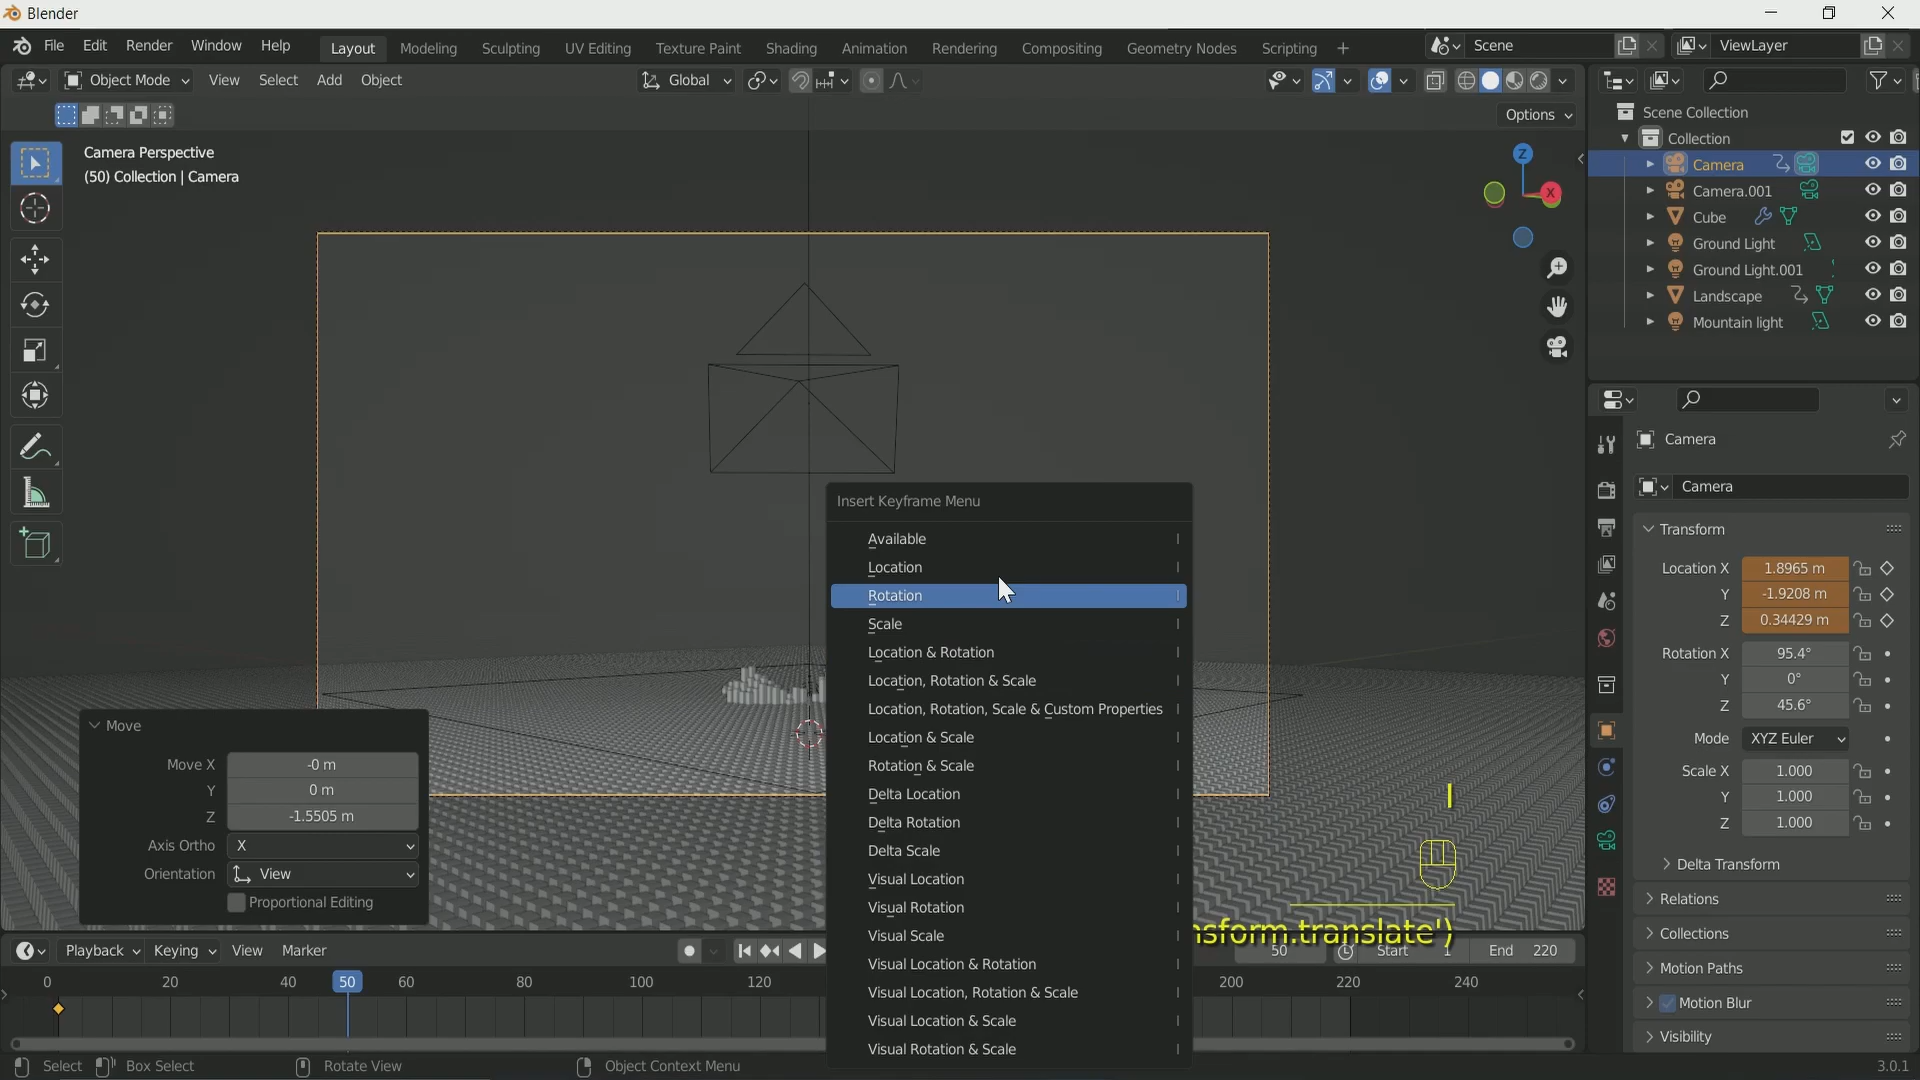 Blender
File Edit Render Window Help
Layout Modeling Sculpting UV Editing Texture Paint Shading Animation Rendering Compositing Geometry Nodes Scripting +
Scene
ViewLayer
Object Mode View Select Add Object
Global
Options
Camera Perspective
(50) Collection | Camera
Z
X
Scene Collection
Collection
Camera
Camera.001
Cube
Ground Light
Ground Light.001
Landscape
Mountain light
Camera
Camera
Transform
Location X 1.8965 m
Y -1.9208 m
Z 0.34429 m
Rotation X 95.4°
Y 0°
Z 45.6°
Mode XYZ Euler
Scale X 1.000
Y 1.000
Z 1.000
Delta Transform
Relations
Collections
Motion Paths
Motion Blur
Visibility
Insert Keyframe Menu
Available I
Location I
Rotation I
Scale I
Location & Rotation I
Location, Rotation & Scale I
Location, Rotation, Scale & Custom Properties I
Location & Scale I
Rotation & Scale I
Delta Location I
Delta Rotation I
Delta Scale I
Visual Location I
Visual Rotation I
Visual Scale I
Visual Location & Rotation I
Visual Location, Rotation & Scale I
Visual Location & Scale I
Visual Rotation & Scale I
Move
Move X -0 m
Y 0 m
Z -1.5505 m
Axis Ortho X
Orientation View
Proportional Editing
I
nsform.translate')
Playback Keying View Marker
50 Start 1 End 220
0 20 40 50 60 80 100 120 200 220 240
Select Box Select Rotate View Object Context Menu
3.0.1